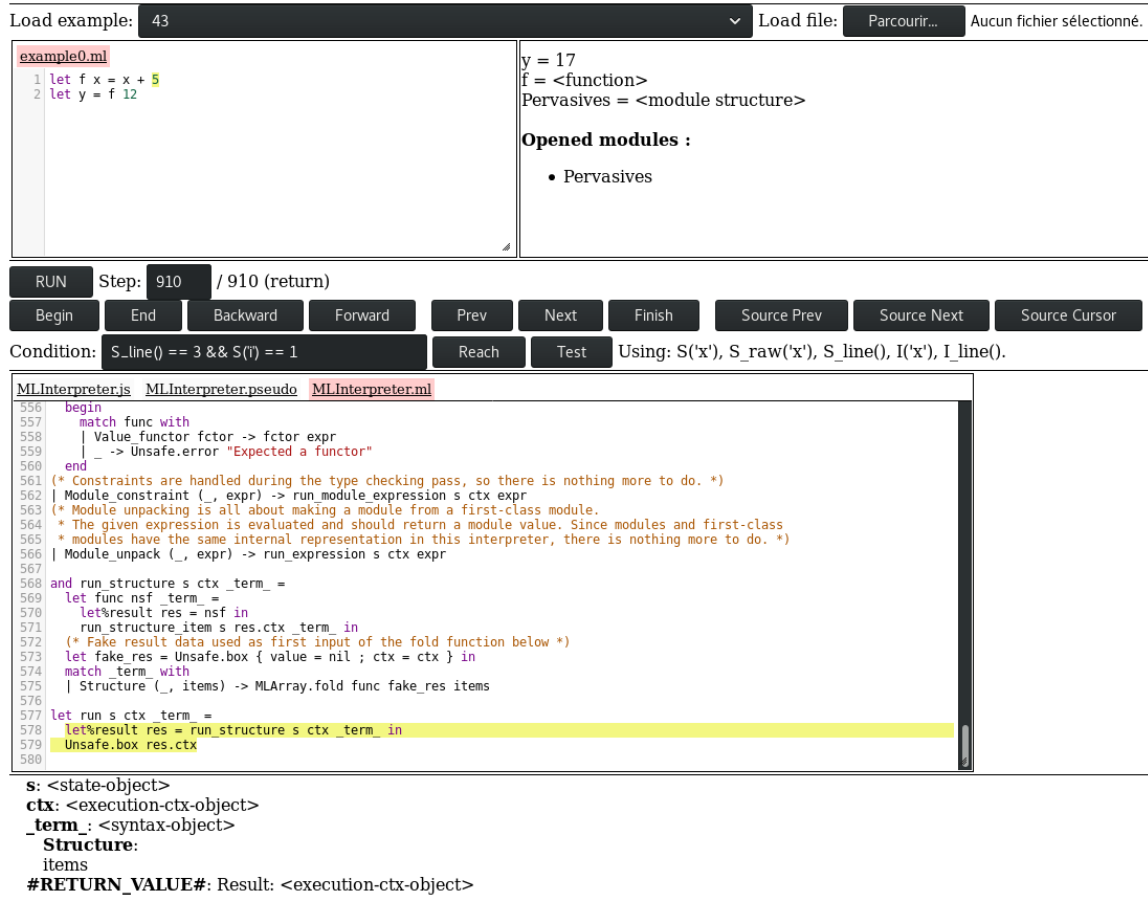 Load example: 43 Load file: Parcourir... Aucun fichier sélectionné.
example0.ml
1 let f x = x + 5
2 let y = f 12
y = 17
f = <function>
Pervasives = <module structure>
Opened modules :
• Pervasives
RUN Step: 910 / 910 (return)
Begin End Backward Forward Prev Next Finish Source Prev Source Next Source Cursor
Condition: S_line() == 3 && S('i') == 1 Reach Test Using: S('x'), S_raw('x'), S_line(), I('x'), I_line().
MLInterpreter.js MLInterpreter.pseudo MLInterpreter.ml
556 begin
557 match func with
558 | Value_functor fctor -> fctor expr
559 | _ -> Unsafe.error "Expected a functor"
560 end
561 (* Constraints are handled during the type checking pass, so there is nothing more to do. *)
562 | Module_constraint (_, expr) -> run_module_expression s ctx expr
563 (* Module unpacking is all about making a module from a first-class module.
564 * The given expression is evaluated and should return a module value. Since modules and first-class
565 * modules have the same internal representation in this interpreter, there is nothing more to do. *)
566 | Module_unpack (_, expr) -> run_expression s ctx expr
567
568 and run_structure s ctx _term_ =
569 let func nsf _term_ =
570 let%result res = nsf in
571 run_structure_item s res.ctx _term_ in
572 (* Fake result data used as first input of the fold function below *)
573 let fake_res = Unsafe.box { value = nil ; ctx = ctx } in
574 match _term_ with
575 | Structure (_, items) -> MLArray.fold func fake_res items
576
577 let run s ctx _term_ =
578 let%result res = run_structure s ctx _term_ in
579 Unsafe.box res.ctx
580
s: <state-object>
ctx: <execution-ctx-object>
_term_: <syntax-object>
Structure:
items
#RETURN_VALUE#: Result: <execution-ctx-object>